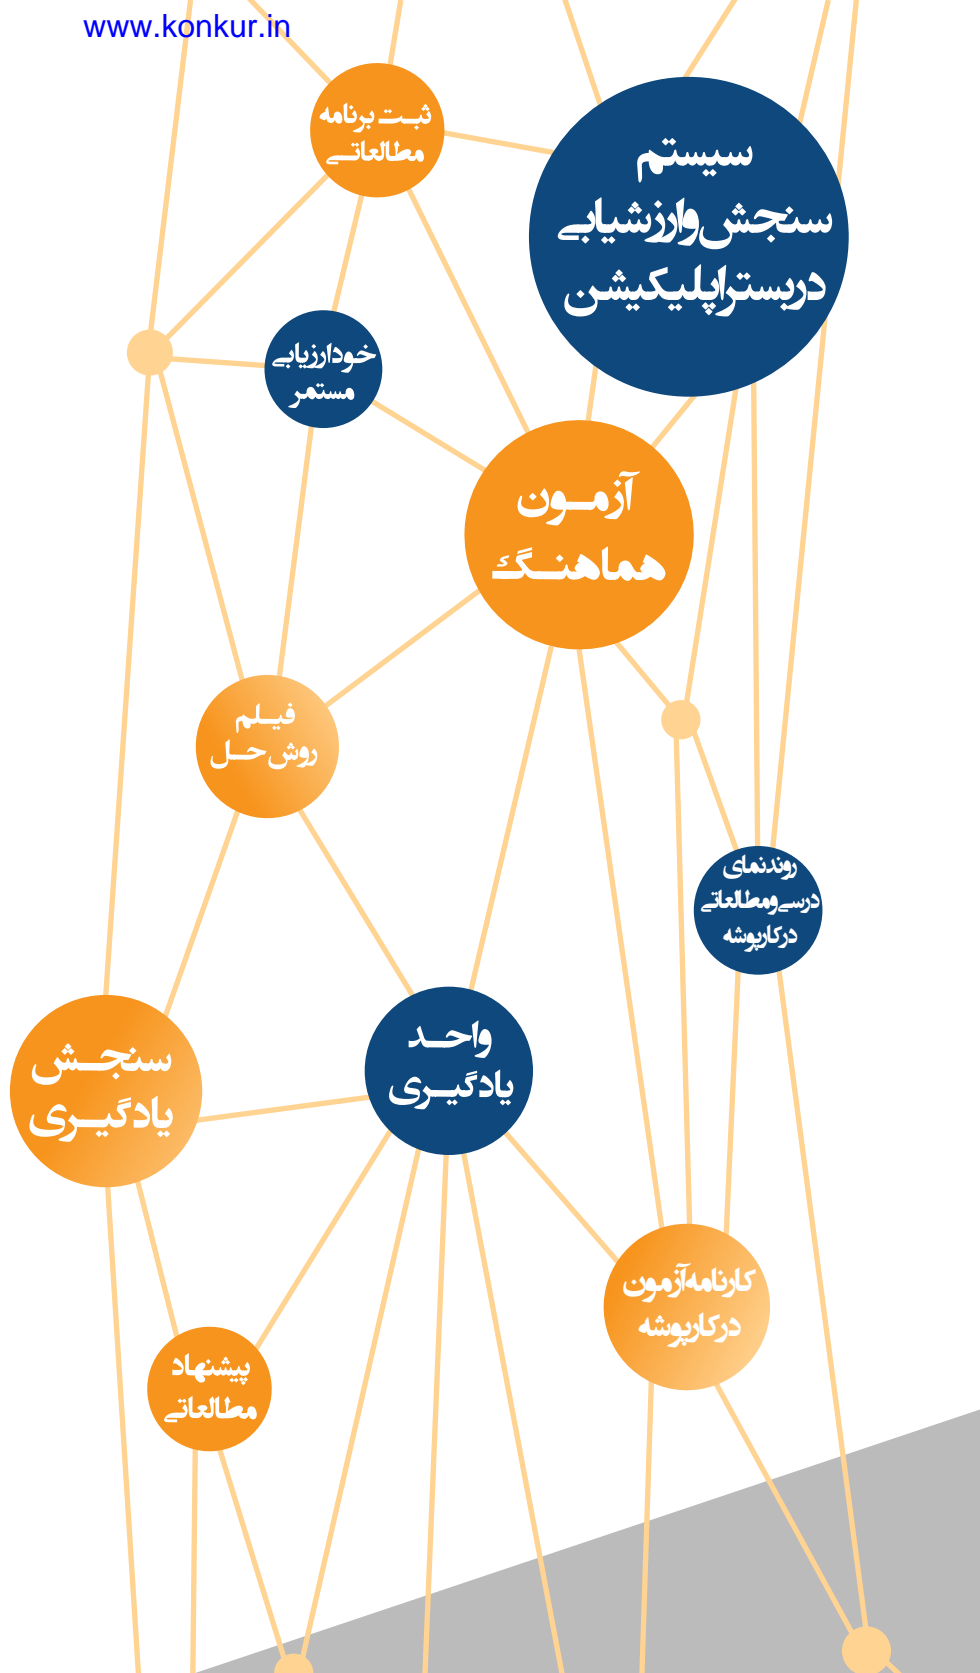 www.konkur.in
ثبت برنامه
مطالعاتی
سیستم
سنجش و ارزشیابی
در بستر اپلیکیشن
خودارزیابی
مستمر
آزمون
هماهنگ
فیلم
روش حل
روندنمای
درسی و مطالعاتی
در کارپوشه
واحد
یادگیری
سنجش
یادگیری
کارنامه آزمون
در کارپوشه
پیشنهاد
مطالعاتی